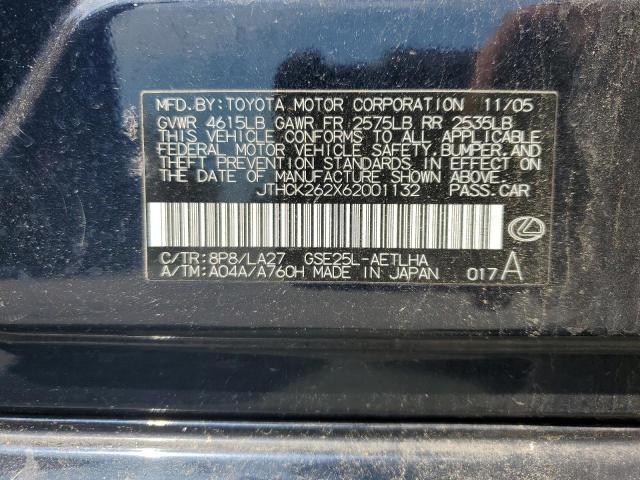 MFD.BY:TOYOTA MOTOR CORPORATION 11/05
GVWR 4615LB GAWR FR 2575LB RR 2535LB
THIS VEHICLE CONFORMS TO ALL APPLICABLE
FEDERAL MOTOR VEHICLE SAFETY,BUMPER,AND
THEFT PREVENTION STANDARDS IN EFFECT ON
THE DATE OF MANUFACTURE SHOWN ABOVE.
JTHCK262X62001132 PASS.CAR
C/TR:8P8/LA27 GSE25L-AETLHA
A/TM:A04A/A760H MADE IN JAPAN 017A